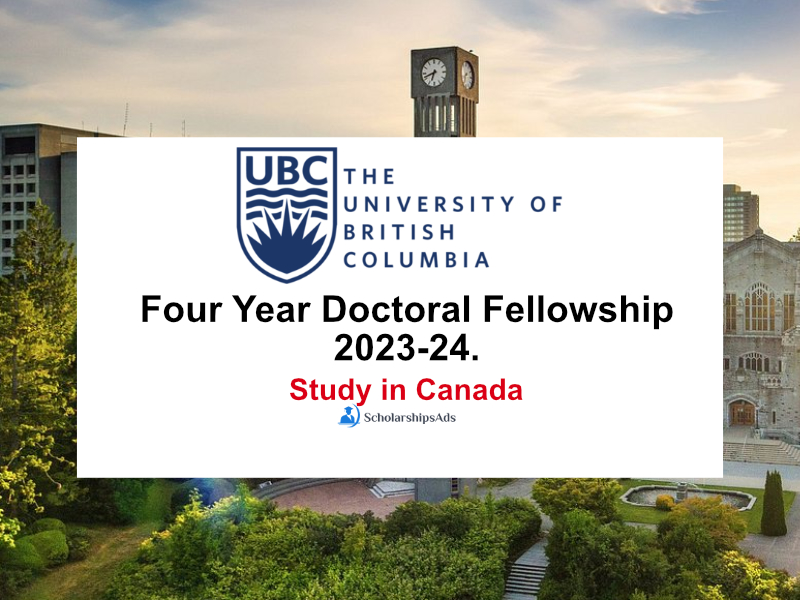 UBC
THE
UNIVERSITY OF
BRITISH
COLUMBIA
Four Year Doctoral Fellowship
2023-24.
Study in Canada
ScholarshipsAds